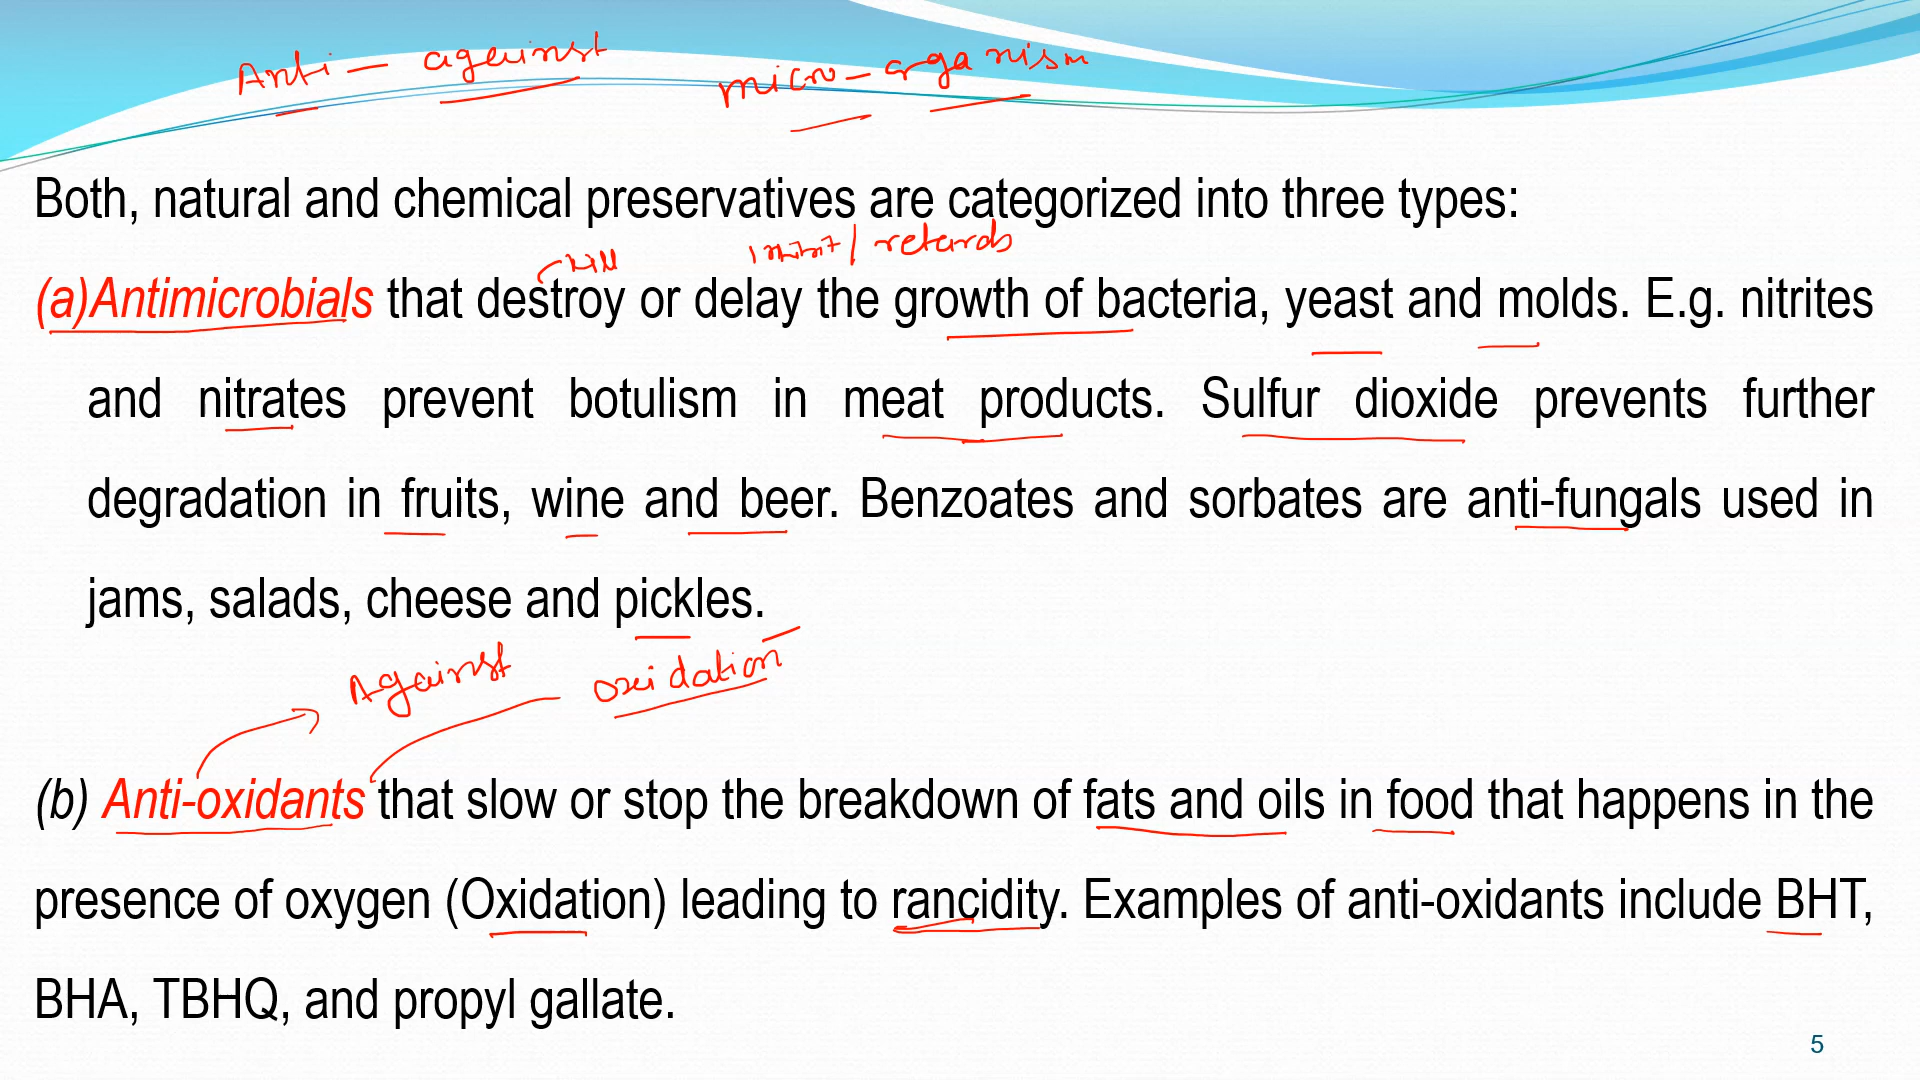 Anti - against micro - organism
Both, natural and chemical preservatives are categorized into three types:
kill inhibit / retards
(a)Antimicrobials that destroy or delay the growth of bacteria, yeast and molds. E.g. nitrites
and nitrates prevent botulism in meat products. Sulfur dioxide prevents further
degradation in fruits, wine and beer. Benzoates and sorbates are anti-fungals used in
jams, salads, cheese and pickles.
Against oxidation
(b) Anti-oxidants that slow or stop the breakdown of fats and oils in food that happens in the
presence of oxygen (Oxidation) leading to rancidity. Examples of anti-oxidants include BHT,
BHA, TBHQ, and propyl gallate.
5